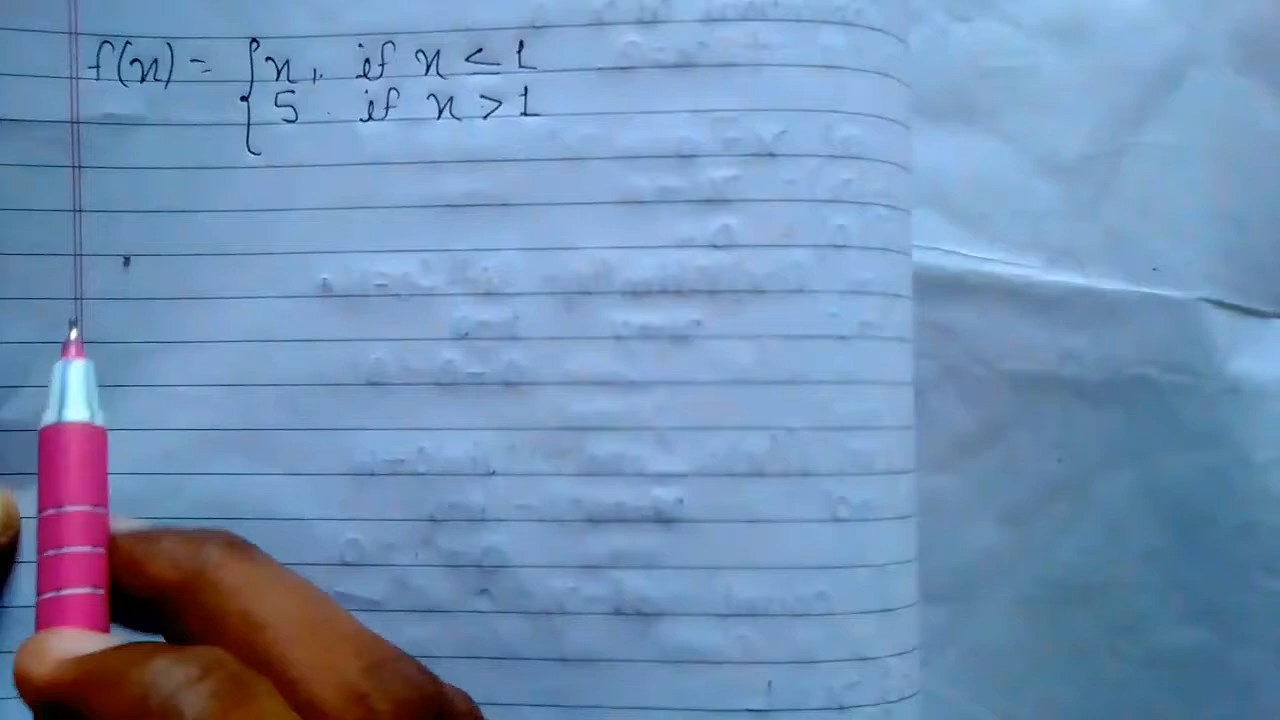 f(x) = { x, if x ≤ 1
5 if x > 1